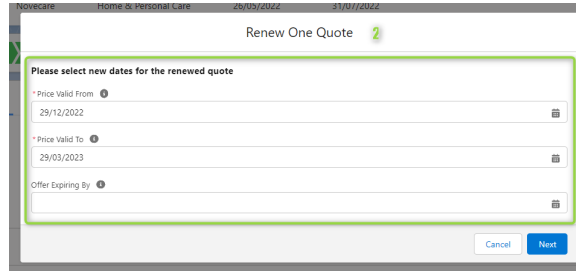 Novecare Home & Personal Care 26/05/2022 31/07/2022
Renew One Quote 2
Please select new dates for the renewed quote
* Price Valid From
29/12/2022
* Price Valid To
29/03/2023
Offer Expiring By
Cancel Next